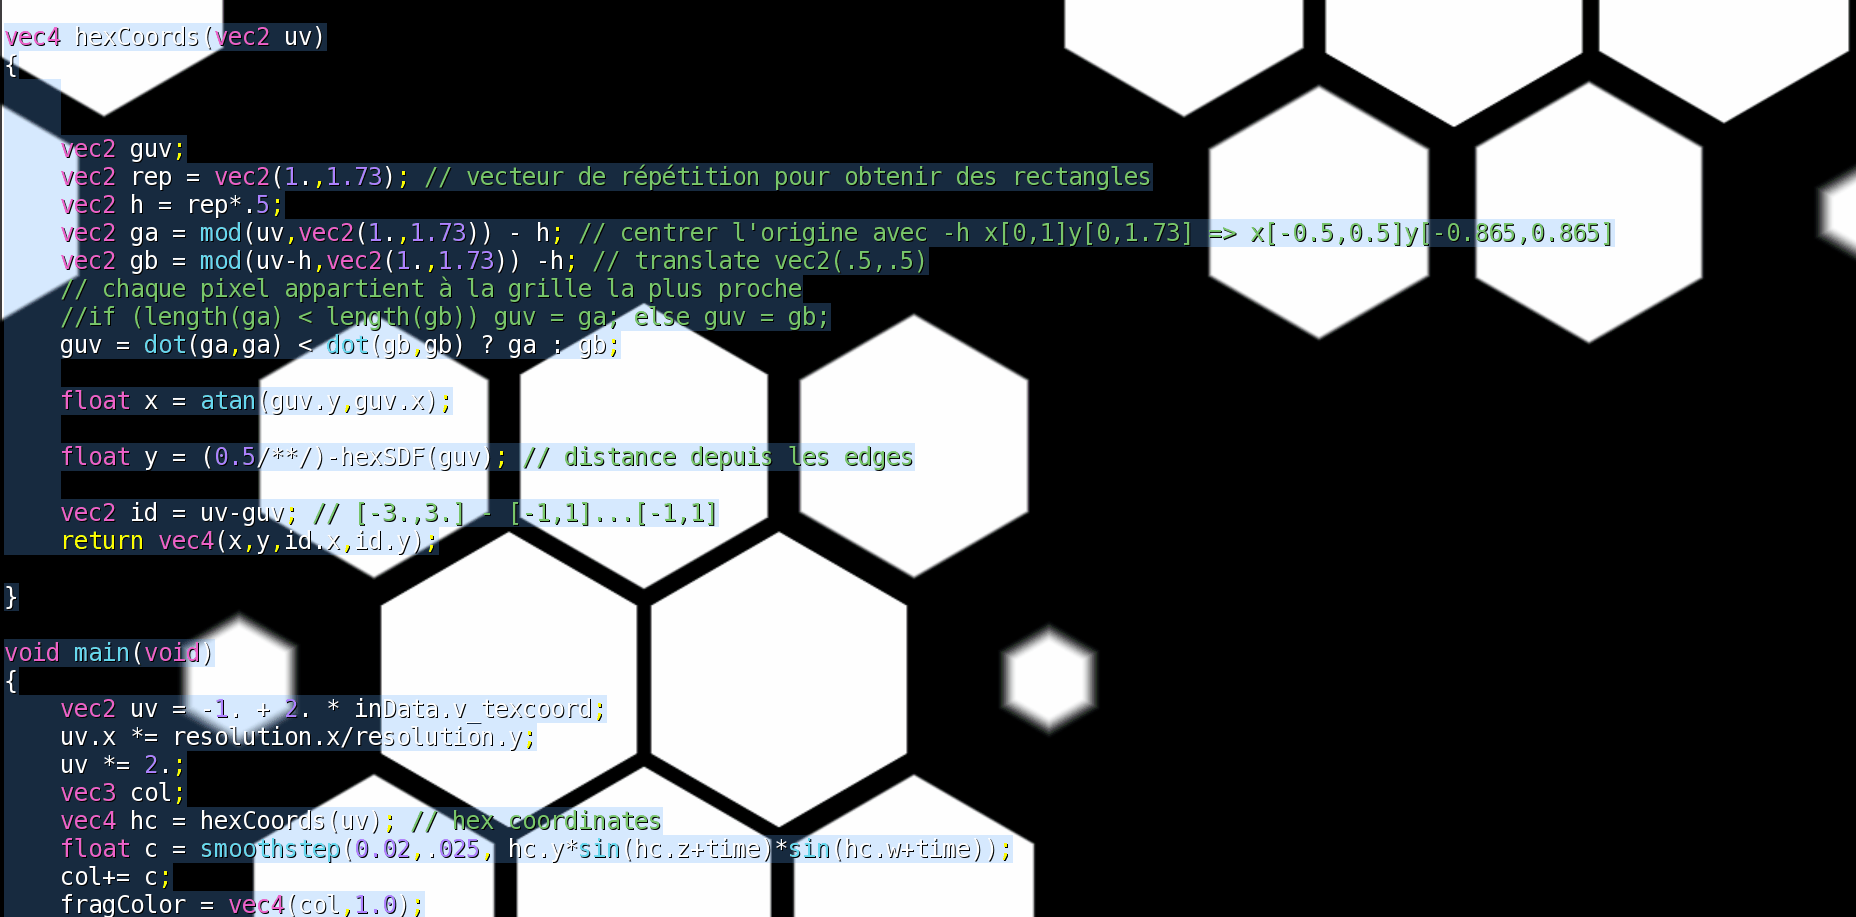 vec4 hexCoords(vec2 uv)
{
vec2 guv;
vec2 rep = vec2(1.,1.73); // vecteur de répétition pour obtenir des rectangles
vec2 h = rep*.5;
vec2 ga = mod(uv,vec2(1.,1.73)) - h; // centrer l'origine avec -h x[0,1]y[0,1.73] => x[-0.5,0.5]y[-0.865,0.865]
vec2 gb = mod(uv-h,vec2(1.,1.73)) -h; // translate vec2(.5,.5)
// chaque pixel appartient à la grille la plus proche
//if (length(ga) < length(gb)) guv = ga; else guv = gb;
guv = dot(ga,ga) < dot(gb,gb) ? ga : gb;
float x = atan(guv.y,guv.x);
float y = (0.5/**/)-hexSDF(guv); // distance depuis les edges
vec2 id = uv-guv; // [-3.,3.] - [-1,1]...[-1,1]
return vec4(x,y,id.x,id.y);
}
void main(void)
{
vec2 uv = -1. + 2. * inData.v_texcoord;
uv.x *= resolution.x/resolution.y;
uv *= 2.;
vec3 col;
vec4 hc = hexCoords(uv); // hex coordinates
float c = smoothstep(0.02,.025, hc.y*sin(hc.z+time)*sin(hc.w+time));
col+= c;
fragColor = vec4(col,1.0);